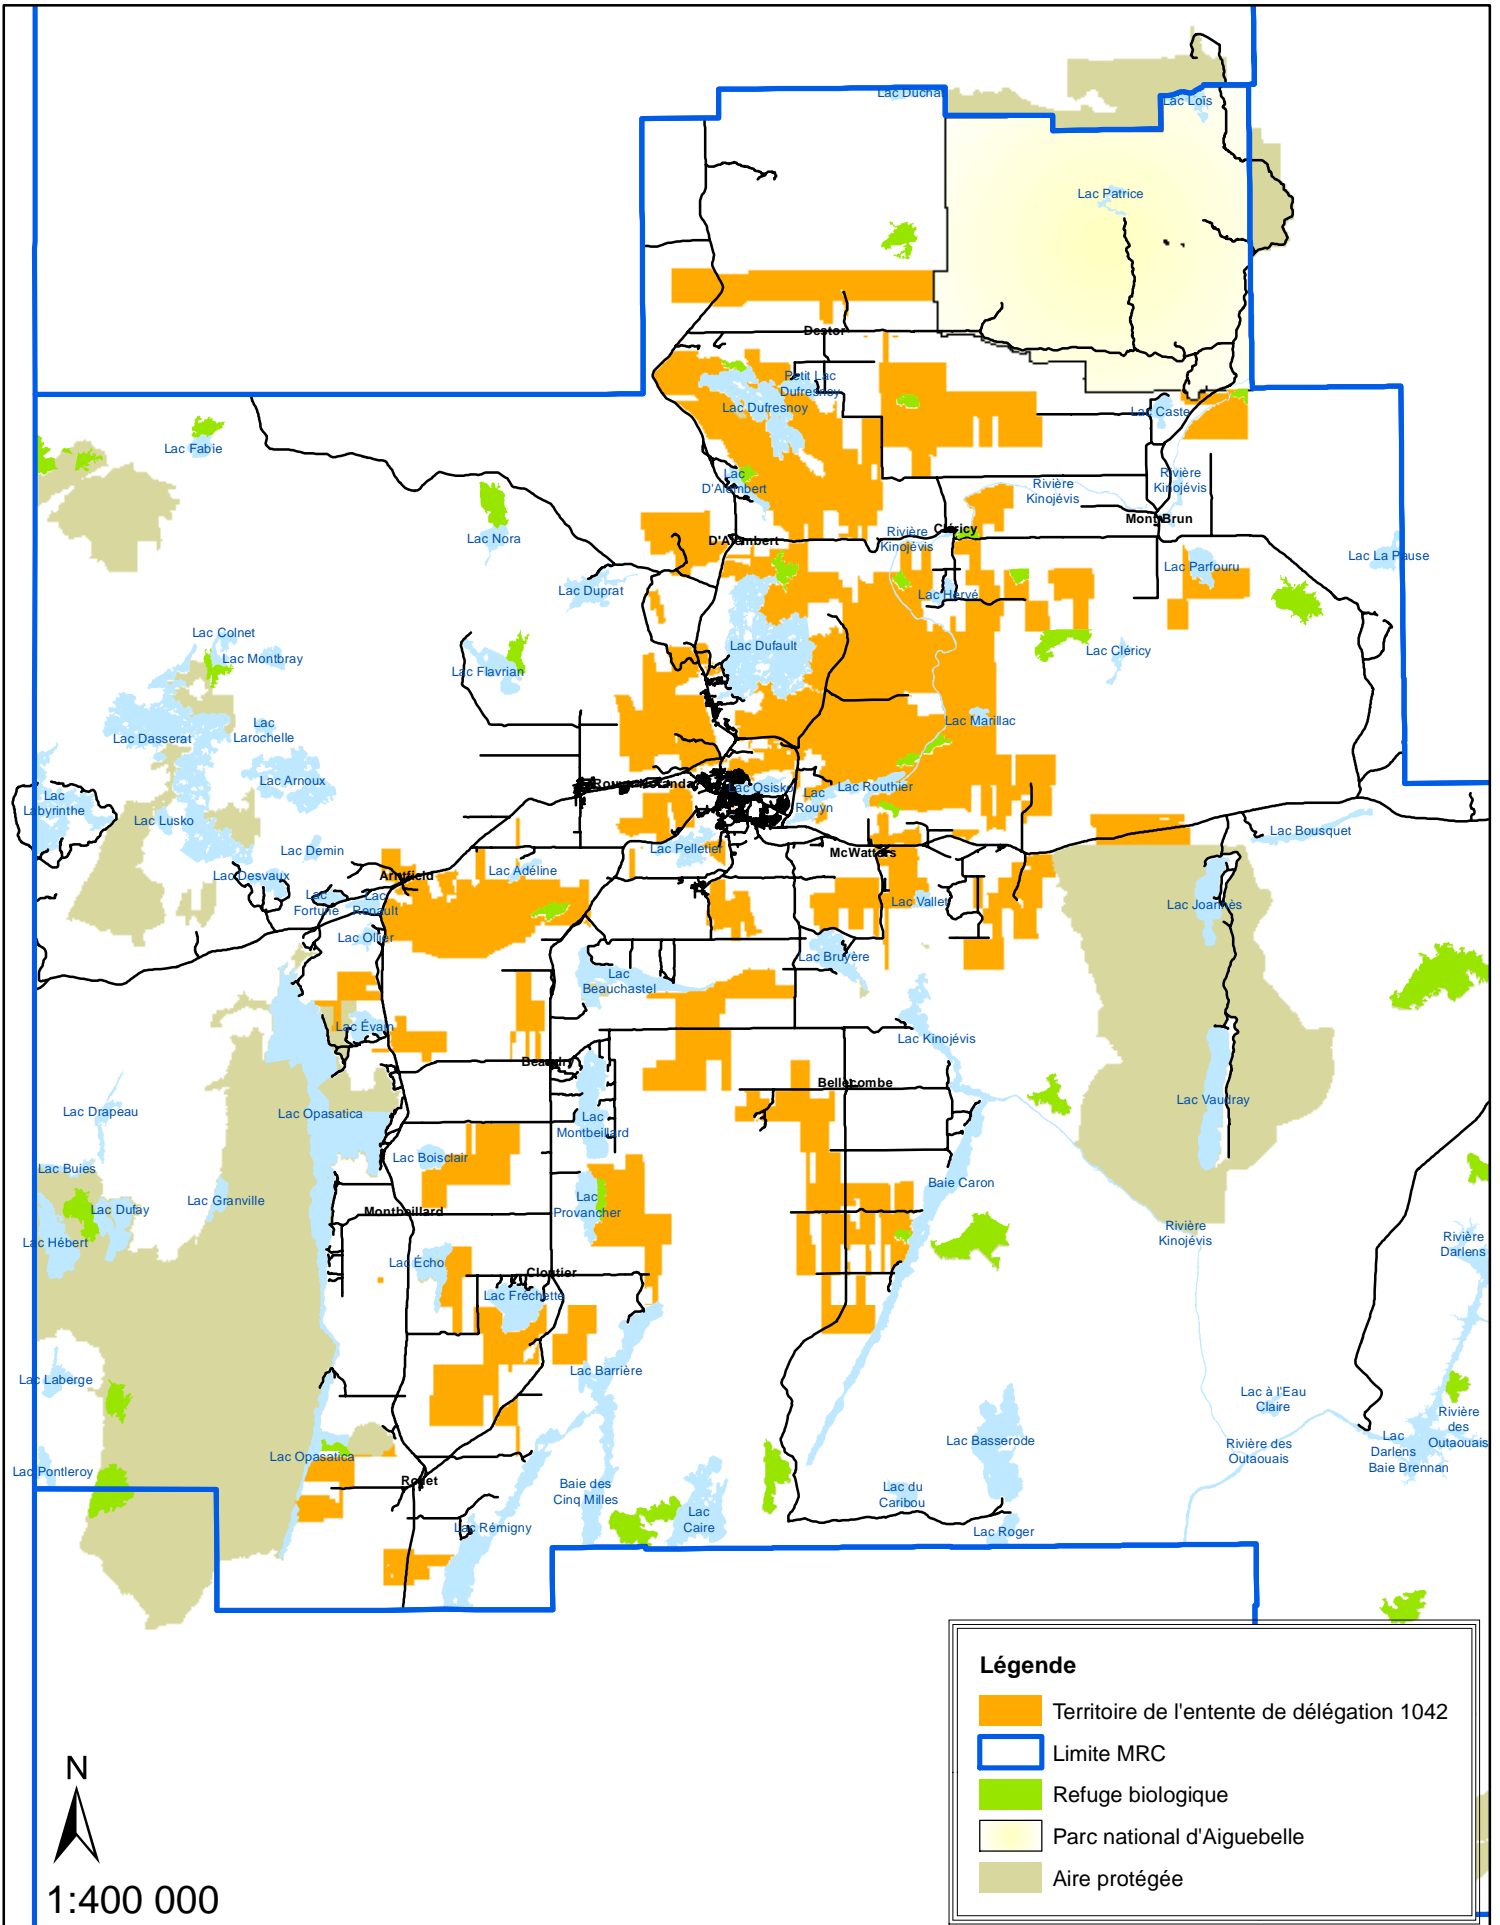 Lac Duchat
Lac Loïs
Lac Patrice
Destor
Petit Lac
Dufresnoy
Lac Dufresnoy
Lac Caste
Lac Fabie
Lac
D'Alembert
Rivière
Kinojévis
Rivière
Kinojévis
Mont-Brun
Rivière
Kinojévis
Cléricy
Lac Nora
D'Alembert
Lac La Pause
Lac Parfouru
Lac Duprat
Lac Hervé
Lac Colnet
Lac Montbray
Lac Dufault
Lac Cléricy
Lac Flavrian
Lac
Larochelle
Lac Marillac
Lac Dasserat
Lac Arnoux
Rouyn-Noranda
Lac Osisko
Lac Routhier
Lac
Rouyn
Lac
Labyrinthe
Lac Lusko
Lac Bousquet
Lac Demin
Lac Pelletier
McWatters
Lac Desvaux
Arntfield
Lac Adéline
Lac
Fortune
Lac
Renault
Lac Vallet
Lac Joannès
Lac Ollier
Lac Bruyère
Lac
Beauchastel
Lac Évain
Lac Kinojévis
Beaudry
Bellecombe
Lac Drapeau
Lac Opasatica
Lac
Montbeillard
Lac Vaudray
Lac Buies
Lac Boisclair
Lac Granville
Lac Dufay
Lac
Provancher
Baie Caron
Lac Hébert
Montbeillard
Rivière
Kinojévis
Rivière
Darlens
Lac Écho
Cloutier
Lac Fréchette
Lac Laberge
Lac Barrière
Lac à l'Eau
Claire
Rivière
des
Outaouais
Lac Pontleroy
Lac Opasatica
Lac Basserode
Rivière des
Outaouais
Lac
Darlens
Baie Brennan
Rollet
Baie des
Cinq Milles
Lac du
Caribou
Lac Rémigny
Lac
Caire
Lac Roger
Légende
Territoire de l'entente de délégation 1042
Limite MRC
Refuge biologique
Parc national d'Aiguebelle
Aire protégée
N
1:400 000